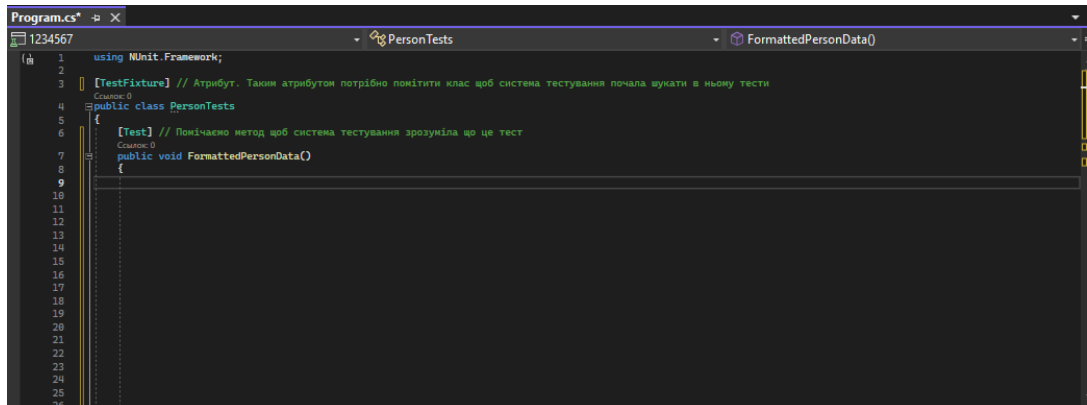 Program.cs*
1234567 PersonTests FormattedPersonData()
1 using NUnit.Framework;
2
3 [TestFixture] // Атрибут. Таким атрибутом потрібно помітити клас щоб система тестування почала шукати в ньому тести
Ссылок: 0
4 public class PersonTests
5 {
6 [Test] // Помічаємо метод щоб система тестування зрозуміла що це тест
Ссылок: 0
7 public void FormattedPersonData()
8 {
9
10
11
12
13
14
15
16
17
18
19
20
21
22
23
24
25
26